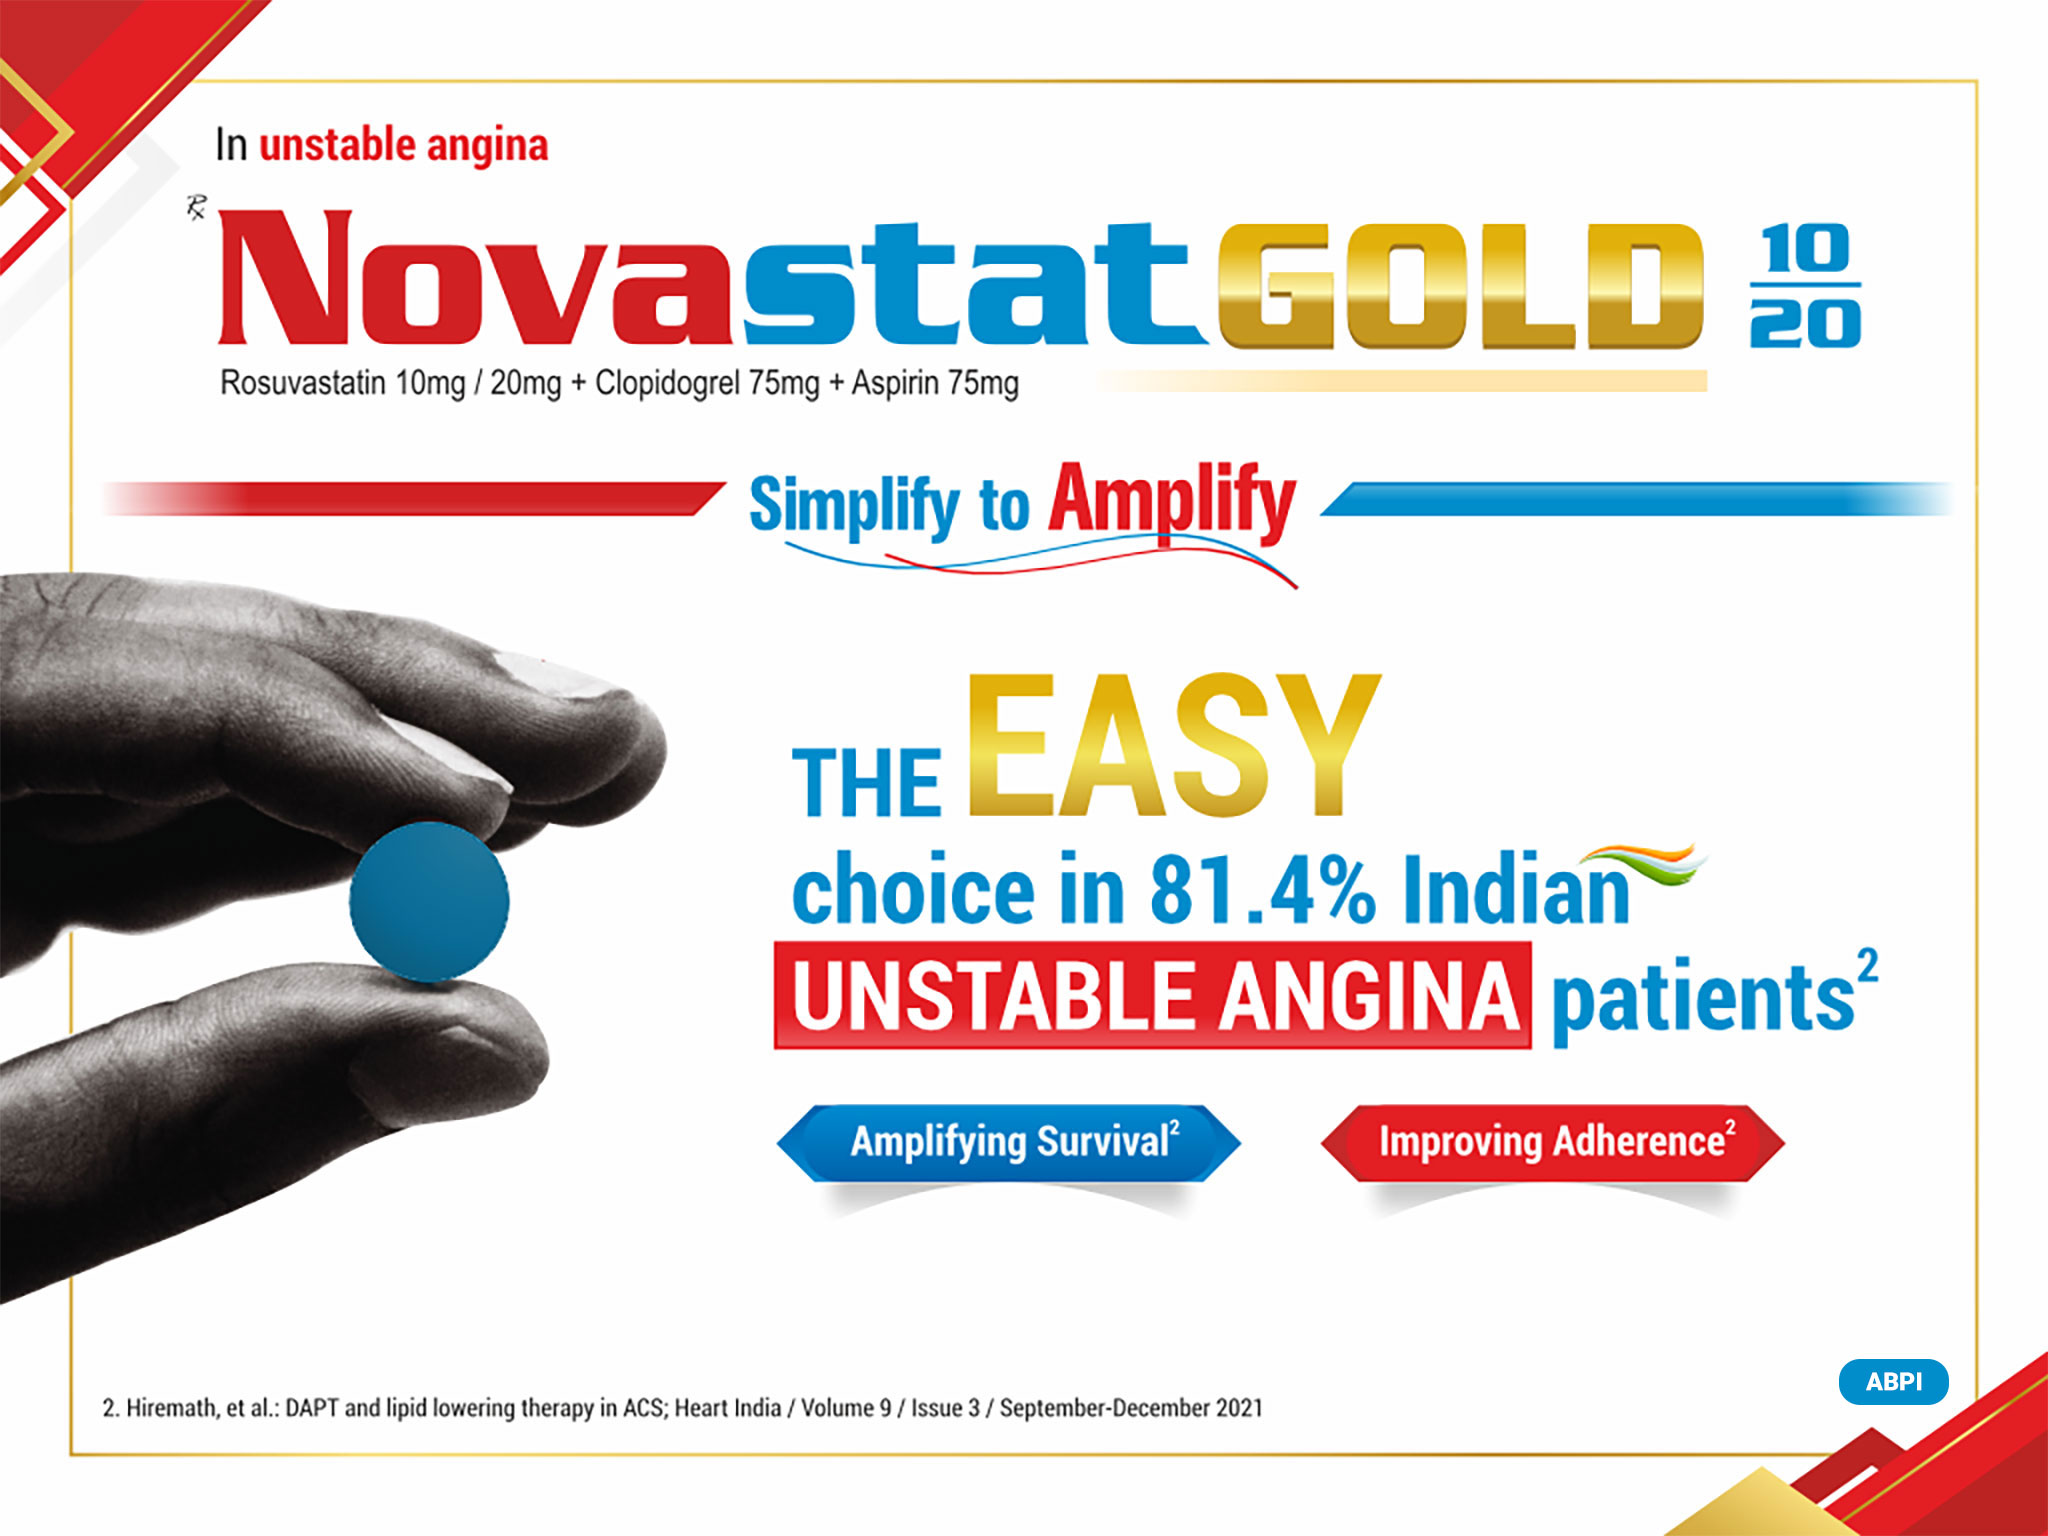 In unstable angina
Rx NovastatGOLD 10/20
Rosuvastatin 10mg / 20mg + Clopidogrel 75mg + Aspirin 75mg
Simplify to Amplify
THE EASY
choice in 81.4% Indian
UNSTABLE ANGINA patients²
Amplifying Survival² Improving Adherence²
ABPI
2. Hiremath, et al.: DAPT and lipid lowering therapy in ACS; Heart India / Volume 9 / Issue 3 / September-December 2021